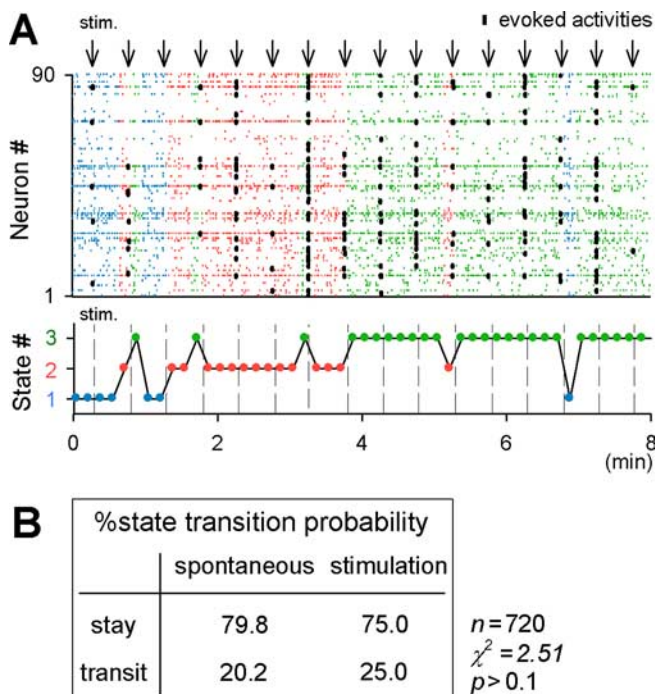 A
stim.
evoked activities
90
Neuron #
1
stim.
State #
3
2
1
0 2 4 6 8
(min)
B
%state transition probability
spontaneous stimulation
stay 79.8 75.0
transit 20.2 25.0
n=720
χ² =2.51
p>0.1